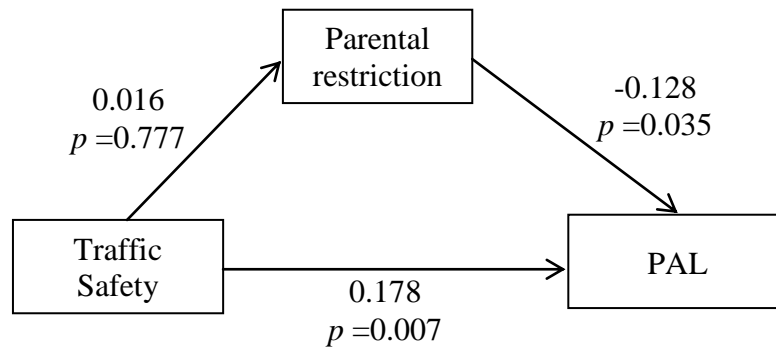 Parental
restriction
0.016
p =0.777
-0.128
p =0.035
Traffic
Safety
PAL
0.178
p =0.007